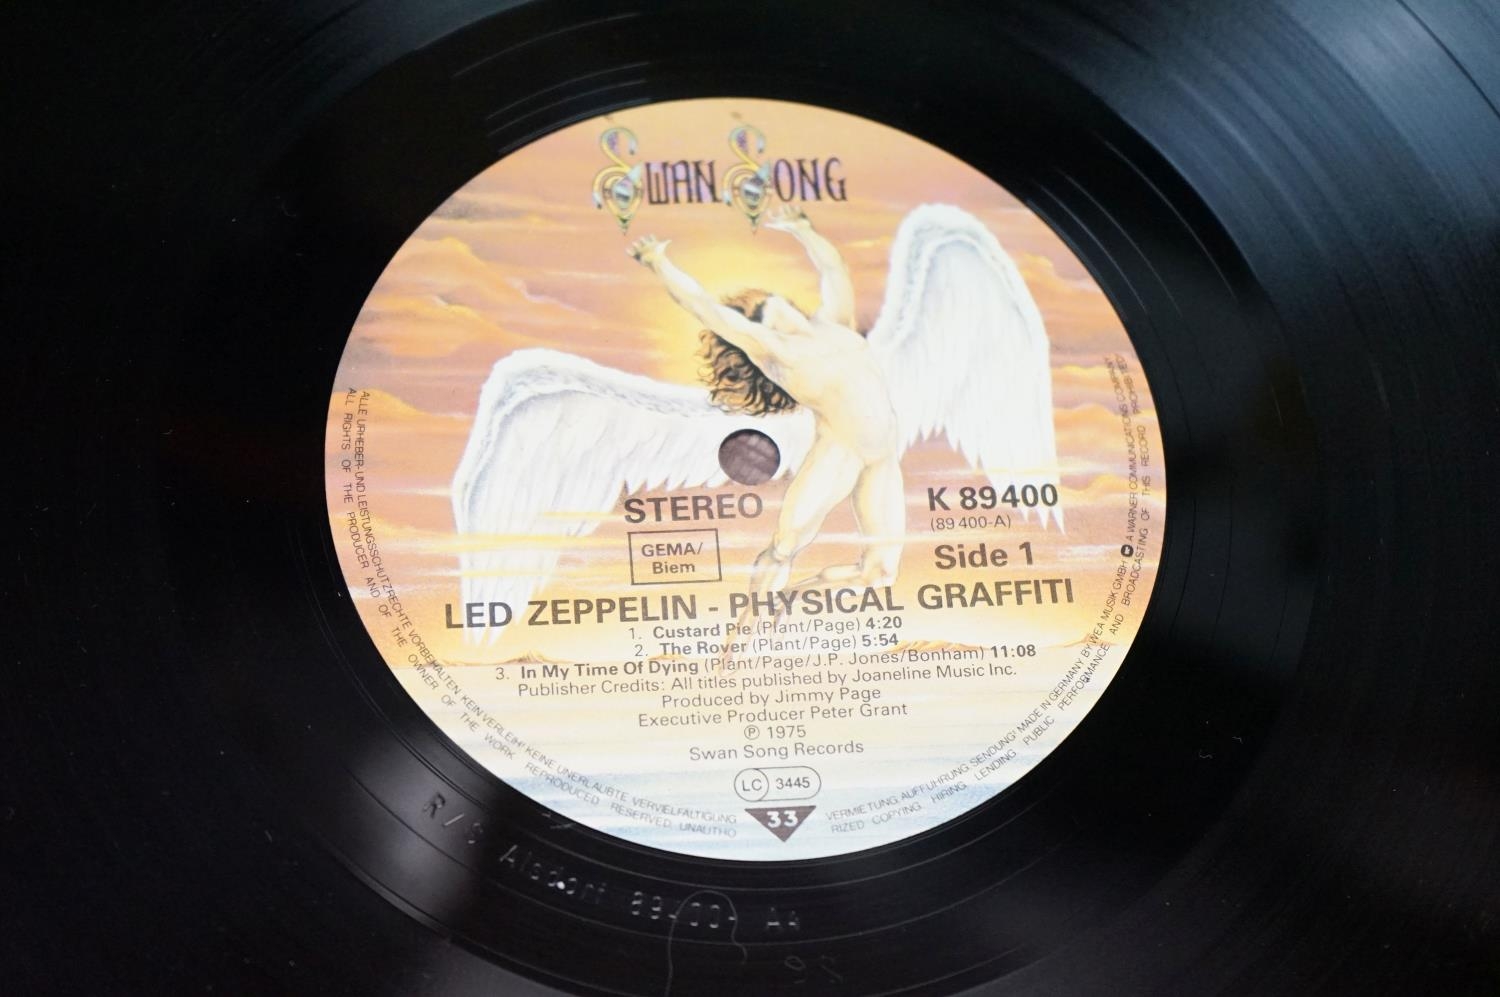 SWAN SONG
STEREO
K 89400
(89 400-A)
GEMA/
Biem
Side 1
LED ZEPPELIN - PHYSICAL GRAFFITI
1. Custard Pie (Plant/Page) 4:20
2. The Rover (Plant/Page) 5:54
3. In My Time Of Dying (Plant/Page/J.P. Jones/Bonham) 11:08
Publisher Credits: All titles published by Joaneline Music Inc.
Produced by Jimmy Page
Executive Producer Peter Grant
℗ 1975
Swan Song Records
LC 3445
33
ALLE URHEBER- UND LEISTUNGSSCHUTZRECHTE VORBEHALTEN KEIN VERLEIH! KEINE UNERLAUBTE VERVIELFÄLTIGUNG
VERMIETUNG, AUFFÜHRUNG, SENDUNG! MADE IN GERMANY BY WEA MUSIK GMBH A WARNER COMMUNICATIONS COMPANY
ALL RIGHTS OF THE PRODUCER AND OF THE OWNER OF THE WORK REPRODUCED RESERVED UNAUTHO
RIZED COPYING HIRING LENDING PUBLIC PERFORMANCE AND BROADCASTING OF THIS RECORD PROHIBITED
R/S Alsdorf